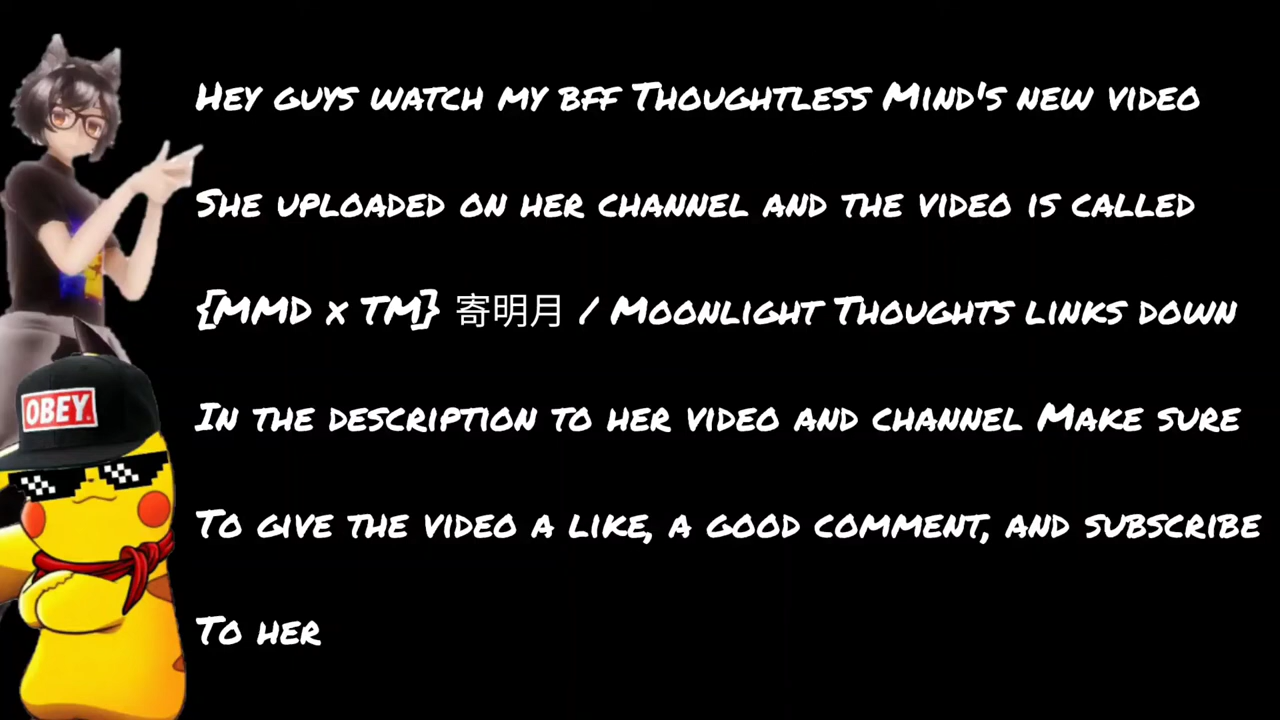 Hey guys watch my bff Thoughtless Mind's new video
She uploaded on her channel and the video is called
{MMD x TM} 寄明月 / Moonlight Thoughts links down
In the description to her video and channel Make sure
To give the video a like, a good comment, and subscribe
To her
OBEY.